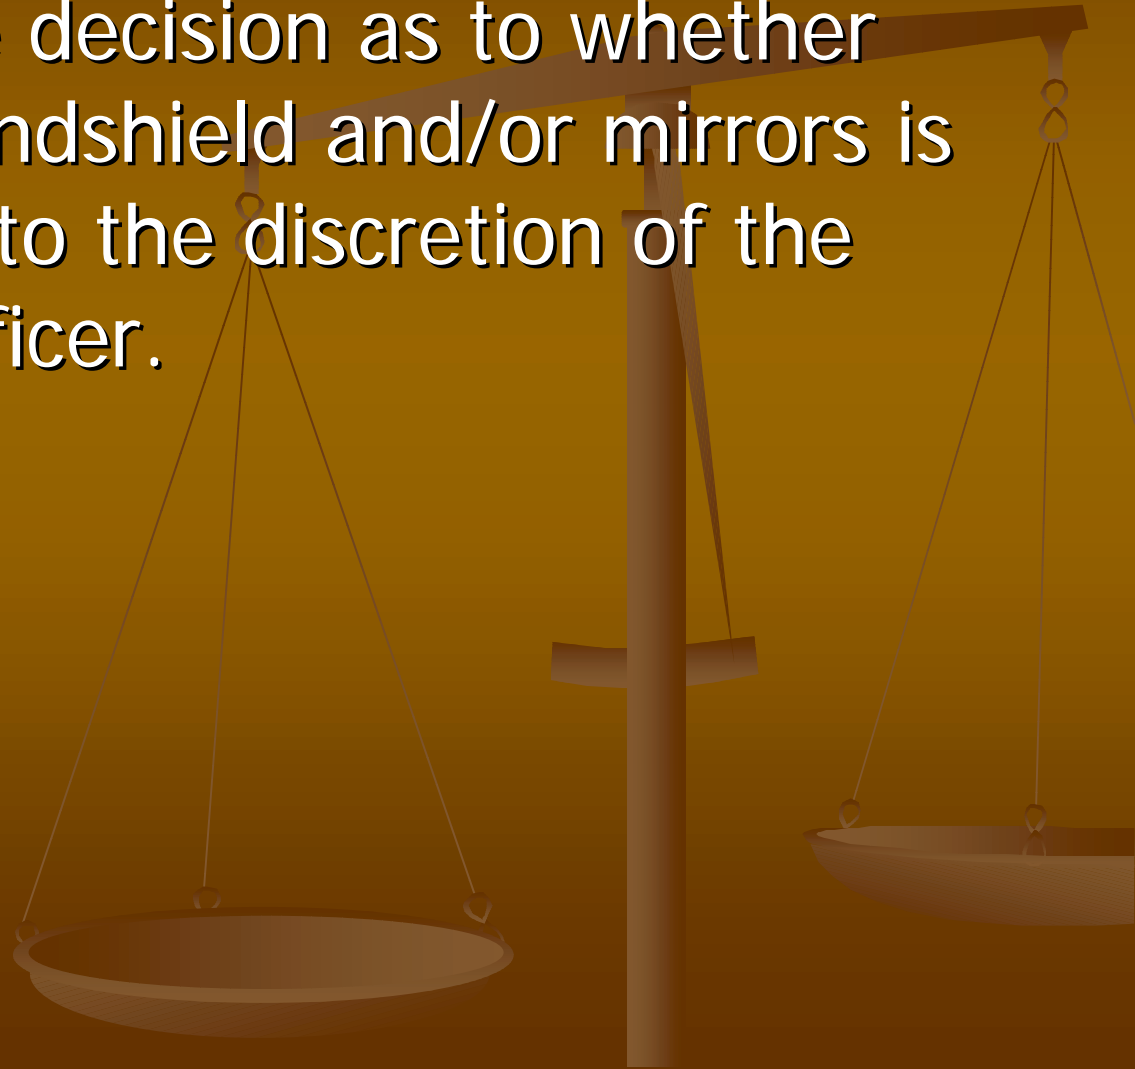 decision as to whether
ndshield and/or mirrors is
to the discretion of the
ficer.